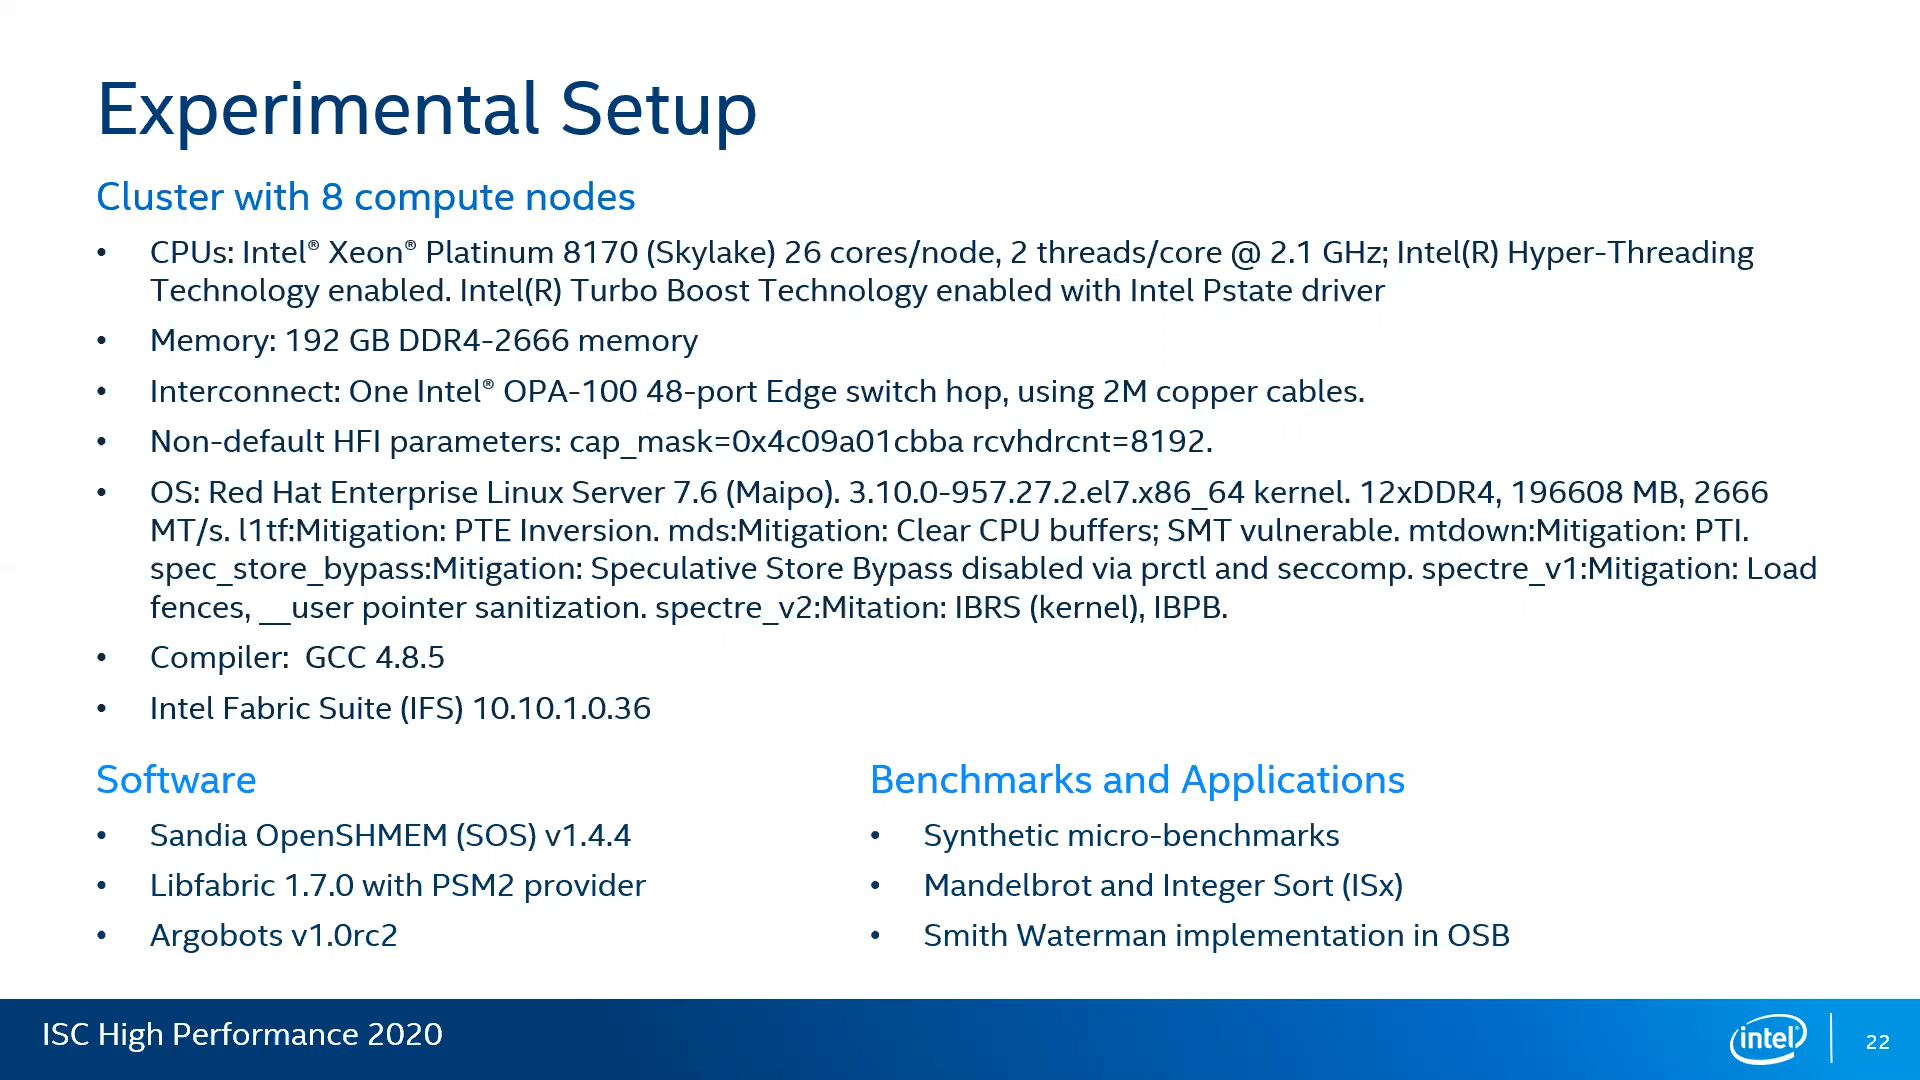 Experimental Setup
Cluster with 8 compute nodes
• CPUs: Intel® Xeon® Platinum 8170 (Skylake) 26 cores/node, 2 threads/core @ 2.1 GHz; Intel(R) Hyper-Threading
Technology enabled. Intel(R) Turbo Boost Technology enabled with Intel Pstate driver
• Memory: 192 GB DDR4-2666 memory
• Interconnect: One Intel® OPA-100 48-port Edge switch hop, using 2M copper cables.
• Non-default HFI parameters: cap_mask=0x4c09a01cbba rcvhdrcnt=8192.
• OS: Red Hat Enterprise Linux Server 7.6 (Maipo). 3.10.0-957.27.2.el7.x86_64 kernel. 12xDDR4, 196608 MB, 2666
MT/s. l1tf:Mitigation: PTE Inversion. mds:Mitigation: Clear CPU buffers; SMT vulnerable. mtdown:Mitigation: PTI.
spec_store_bypass:Mitigation: Speculative Store Bypass disabled via prctl and seccomp. spectre_v1:Mitigation: Load
fences, __user pointer sanitization. spectre_v2:Mitation: IBRS (kernel), IBPB.
• Compiler:  GCC 4.8.5
• Intel Fabric Suite (IFS) 10.10.1.0.36
Software
• Sandia OpenSHMEM (SOS) v1.4.4
• Libfabric 1.7.0 with PSM2 provider
• Argobots v1.0rc2
Benchmarks and Applications
• Synthetic micro-benchmarks
• Mandelbrot and Integer Sort (ISx)
• Smith Waterman implementation in OSB
ISC High Performance 2020
intel®
22